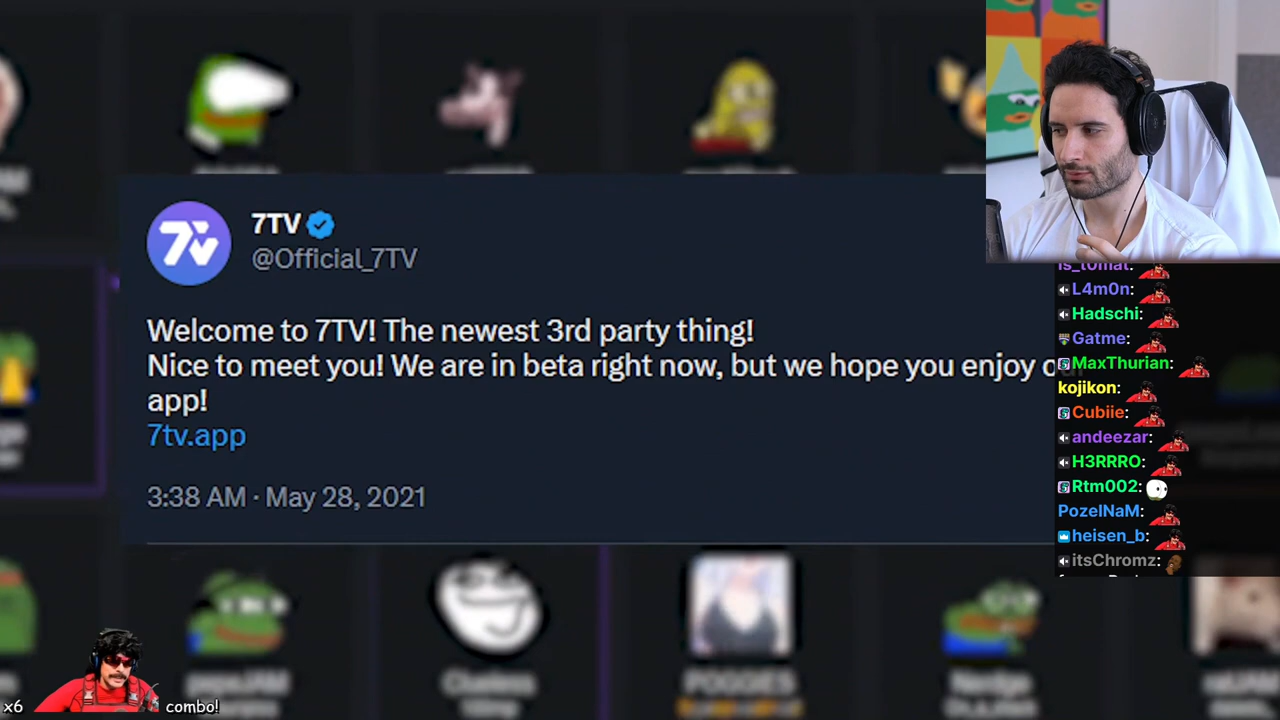 7TV
@Official_7TV
Welcome to 7TV! The newest 3rd party thing!
Nice to meet you! We are in beta right now, but we hope you enjoy
app!
7tv.app
3:38 AM · May 28, 2021
is_t0mat:
L4m0n:
Hadschi:
Gatme:
MaxThurian:
kojikon:
Cubiie:
andeezar:
H3RRRO:
Rtm002:
PozelNaM:
heisen_b:
itsChromz:
POGGES
x6 combo!